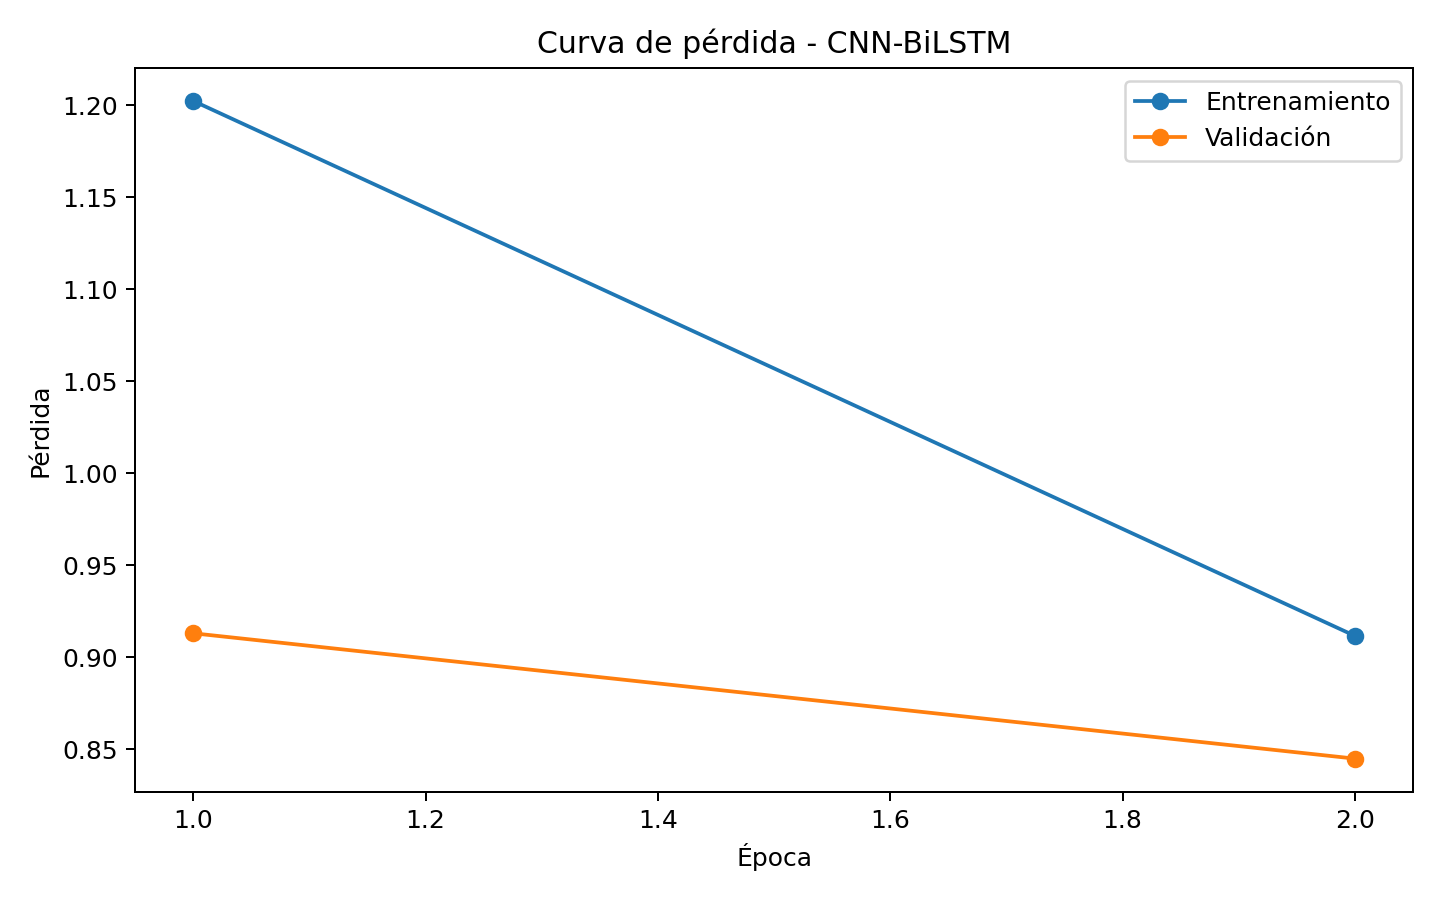 Curva de pérdida - CNN-BiLSTM
Entrenamiento
Validación
1.20
1.15
1.10
1.05
1.00
0.95
0.90
0.85
Pérdida
1.0 1.2 1.4 1.6 1.8 2.0
Época